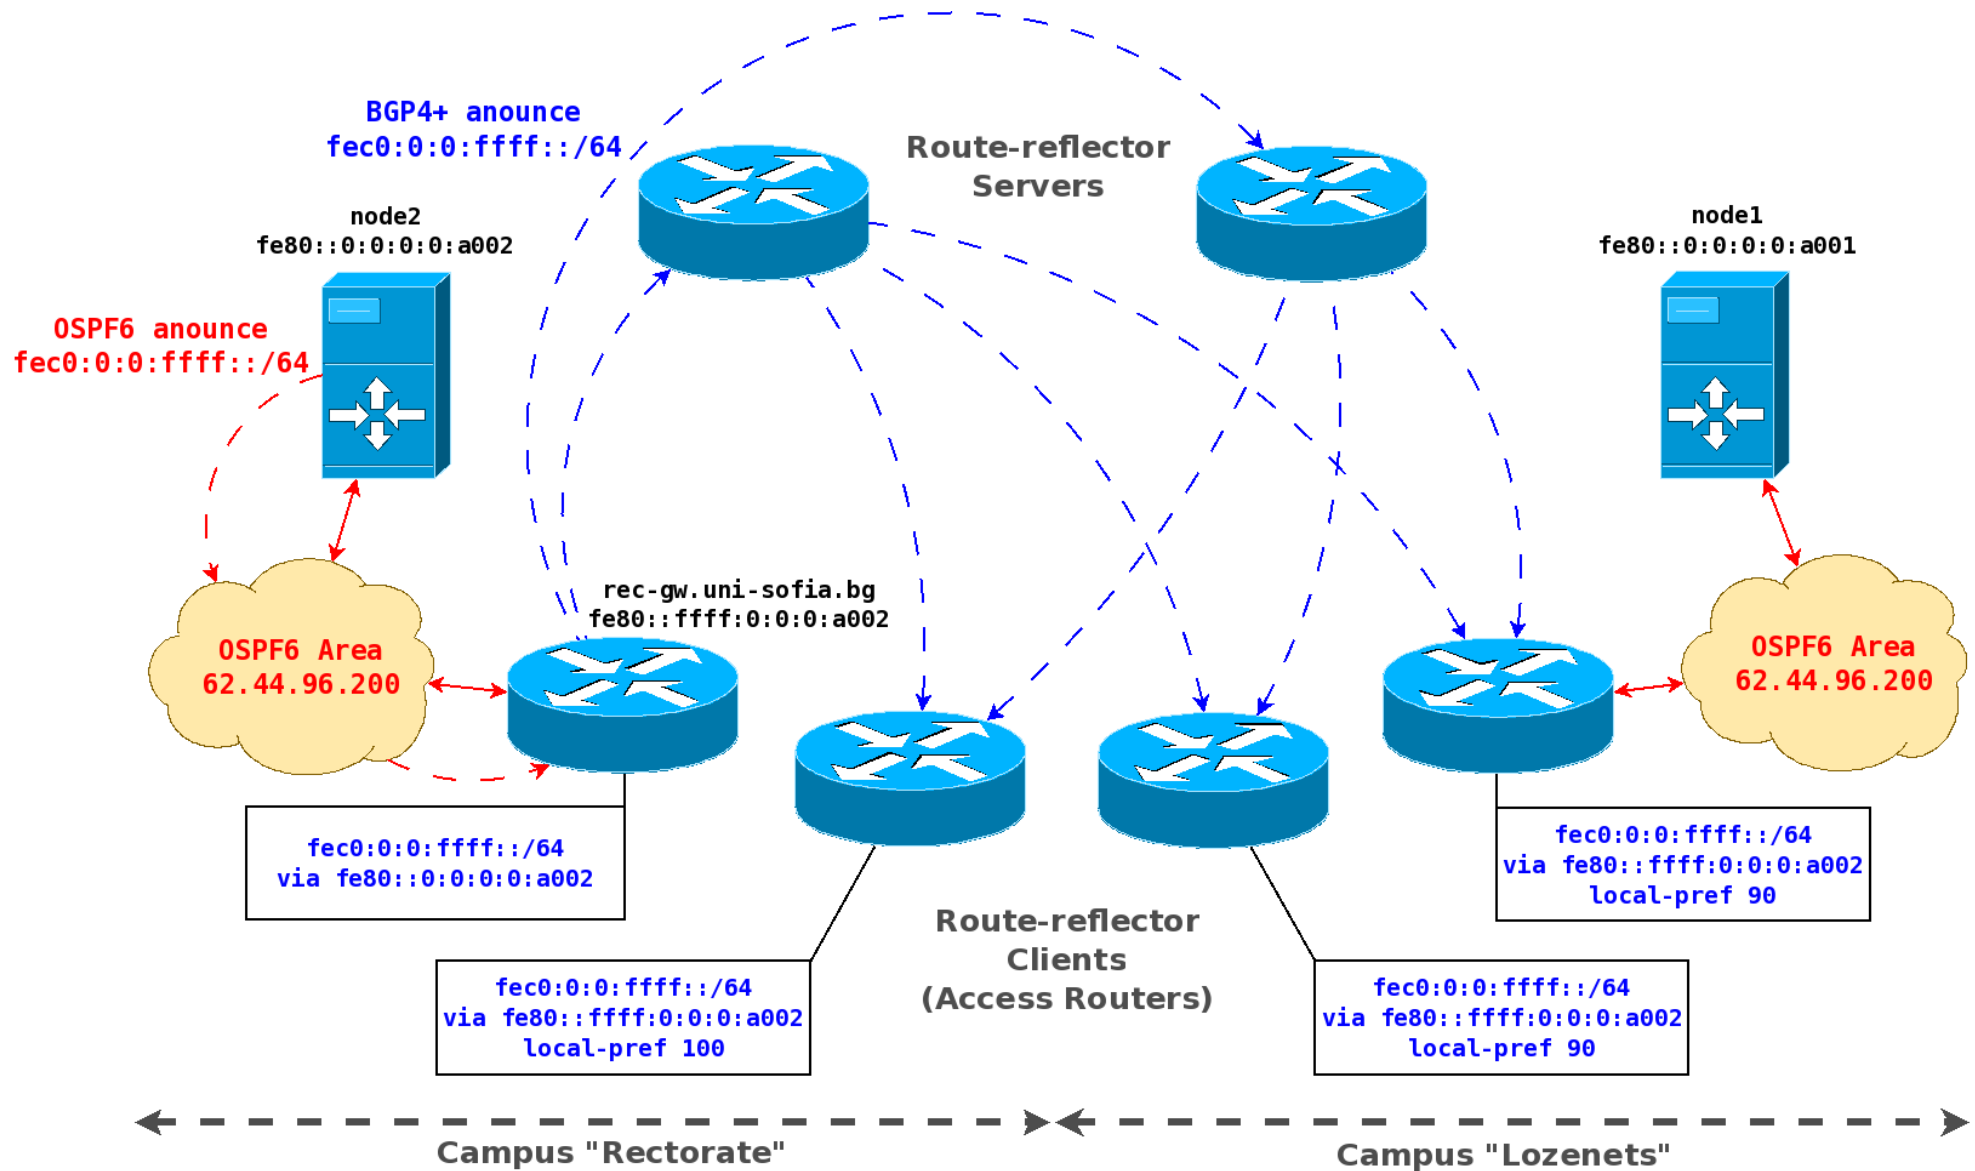 BGP4+ anounce
fec0:0:0:ffff::/64
Route-reflector
Servers
node2
fe80::0:0:0:0:a002
node1
fe80::0:0:0:0:a001
OSPF6 anounce
fec0:0:0:ffff::/64
rec-gw.uni-sofia.bg
fe80::ffff:0:0:0:a002
OSPF6 Area
62.44.96.200
OSPF6 Area
62.44.96.200
fec0:0:0:ffff::/64
via fe80::0:0:0:0:a002
fec0:0:0:ffff::/64
via fe80::ffff:0:0:0:a002
local-pref 90
Route-reflector
Clients
(Access Routers)
fec0:0:0:ffff::/64
via fe80::ffff:0:0:0:a002
local-pref 100
fec0:0:0:ffff::/64
via fe80::ffff:0:0:0:a002
local-pref 90
Campus "Rectorate"
Campus "Lozenets"